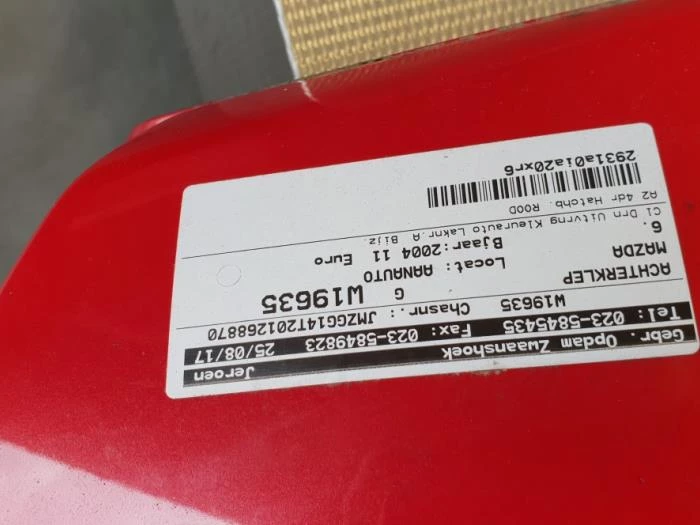 Gebr. Opdam Zwaanshoek Jeroen
Tel: 023-5845435 Fax: 023-5849823 25/08/17
W19635 Chasnr.: JMZGG14T201268870
ACHTERKLEP G W19635
MAZDA Locat: AANAUTO
6. Bjaar:2004 11 Euro
Cl Drn Uitvrng Kleurauto Laknr.A Bijz.
A2 4dr Hatchb. ROOD
2931a0ia20xr6